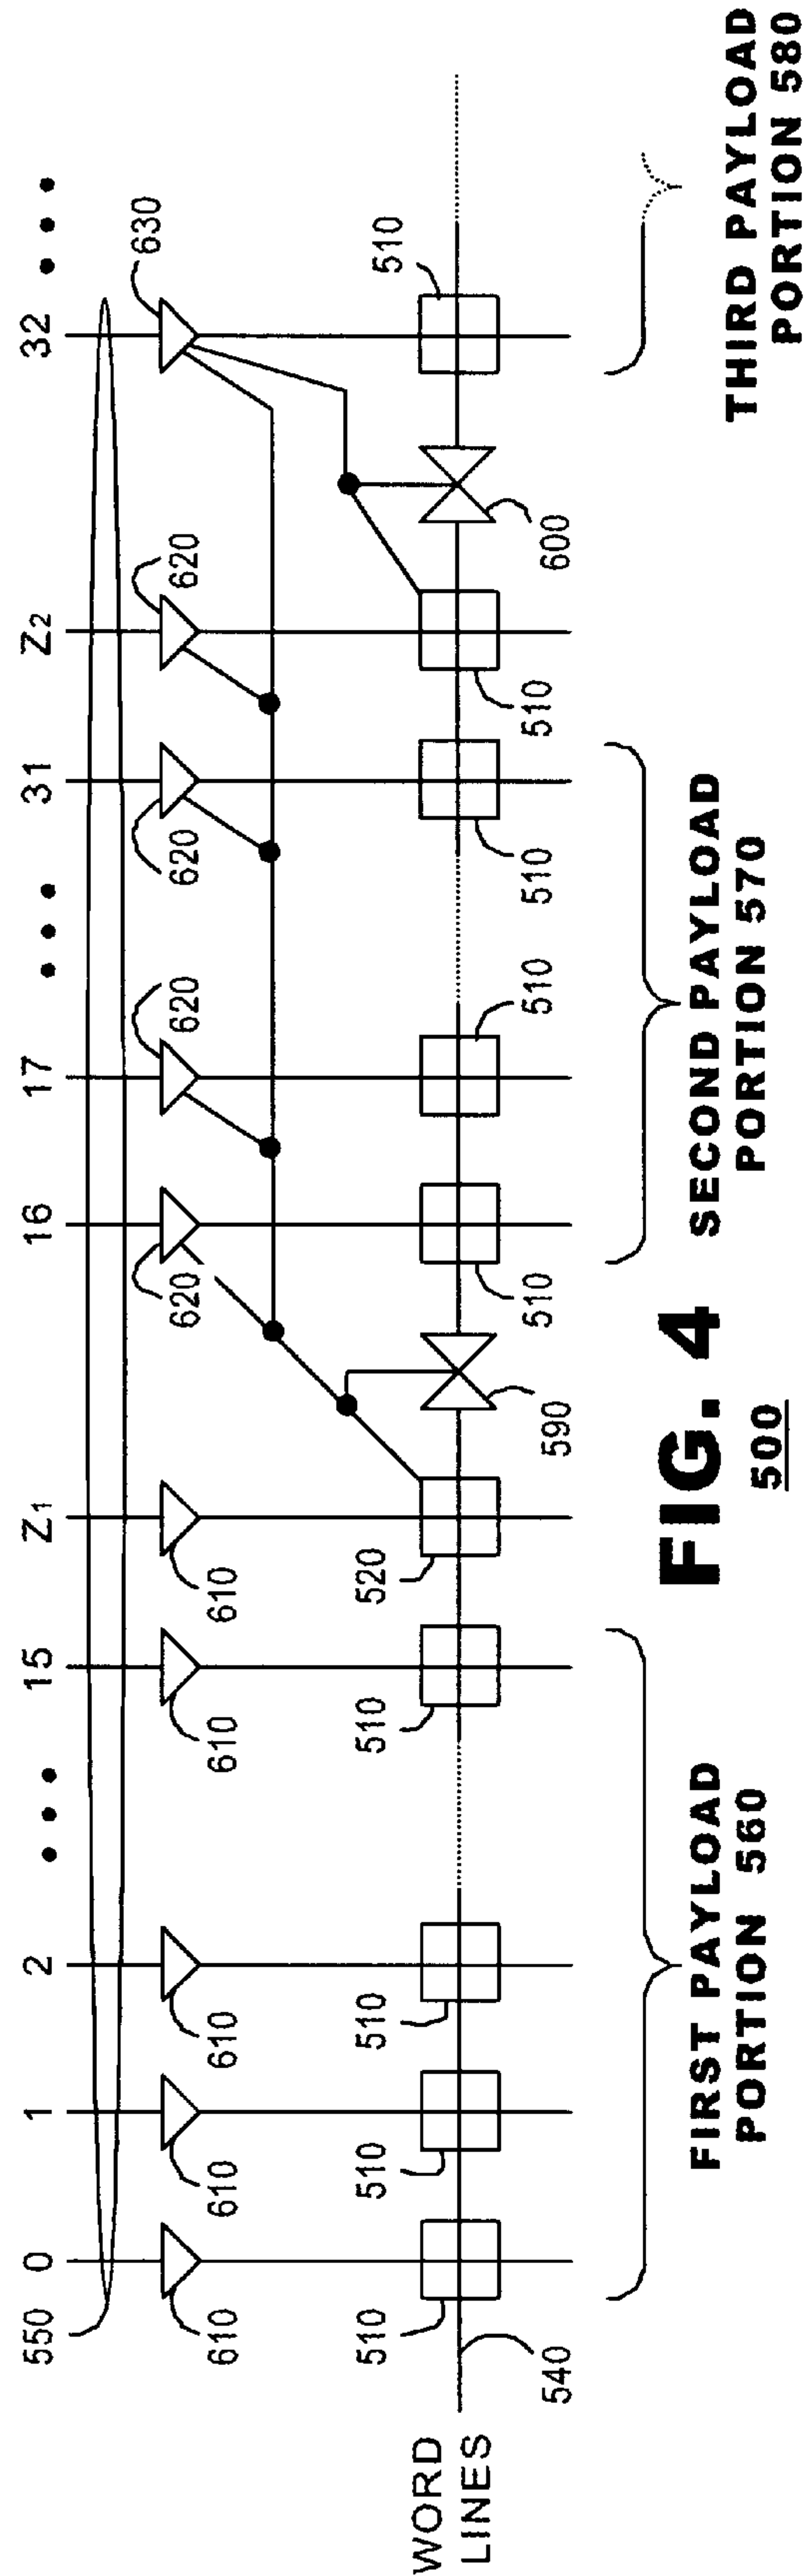 550 0 1 2 • • • 15 Z1 16 17 • • • 31 Z2 32 • • •
610 610 610 610 610 620 620 620 620 630
510 510 510 510 520 590 510 510 510 510 600 510
WORD
LINES
540
FIRST PAYLOAD
PORTION 560
SECOND PAYLOAD
PORTION 570
THIRD PAYLOAD
PORTION 580
FIG. 4
500